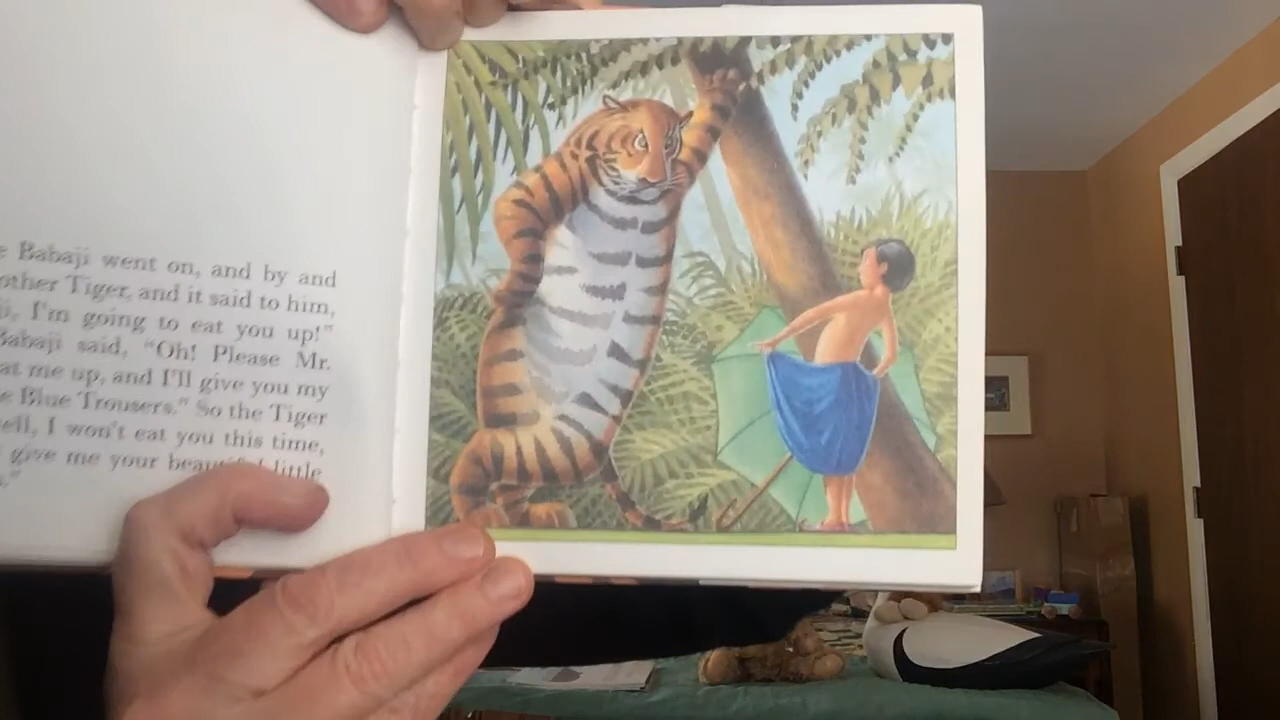 Babaji went on, and by and
other Tiger, and it said to him,
I'm going to eat you up!"
Babaji said, "Oh! Please Mr.
me up, and I'll give you my
Blue Trousers." So the Tiger
I won't eat you this time,
give me your beautiful little